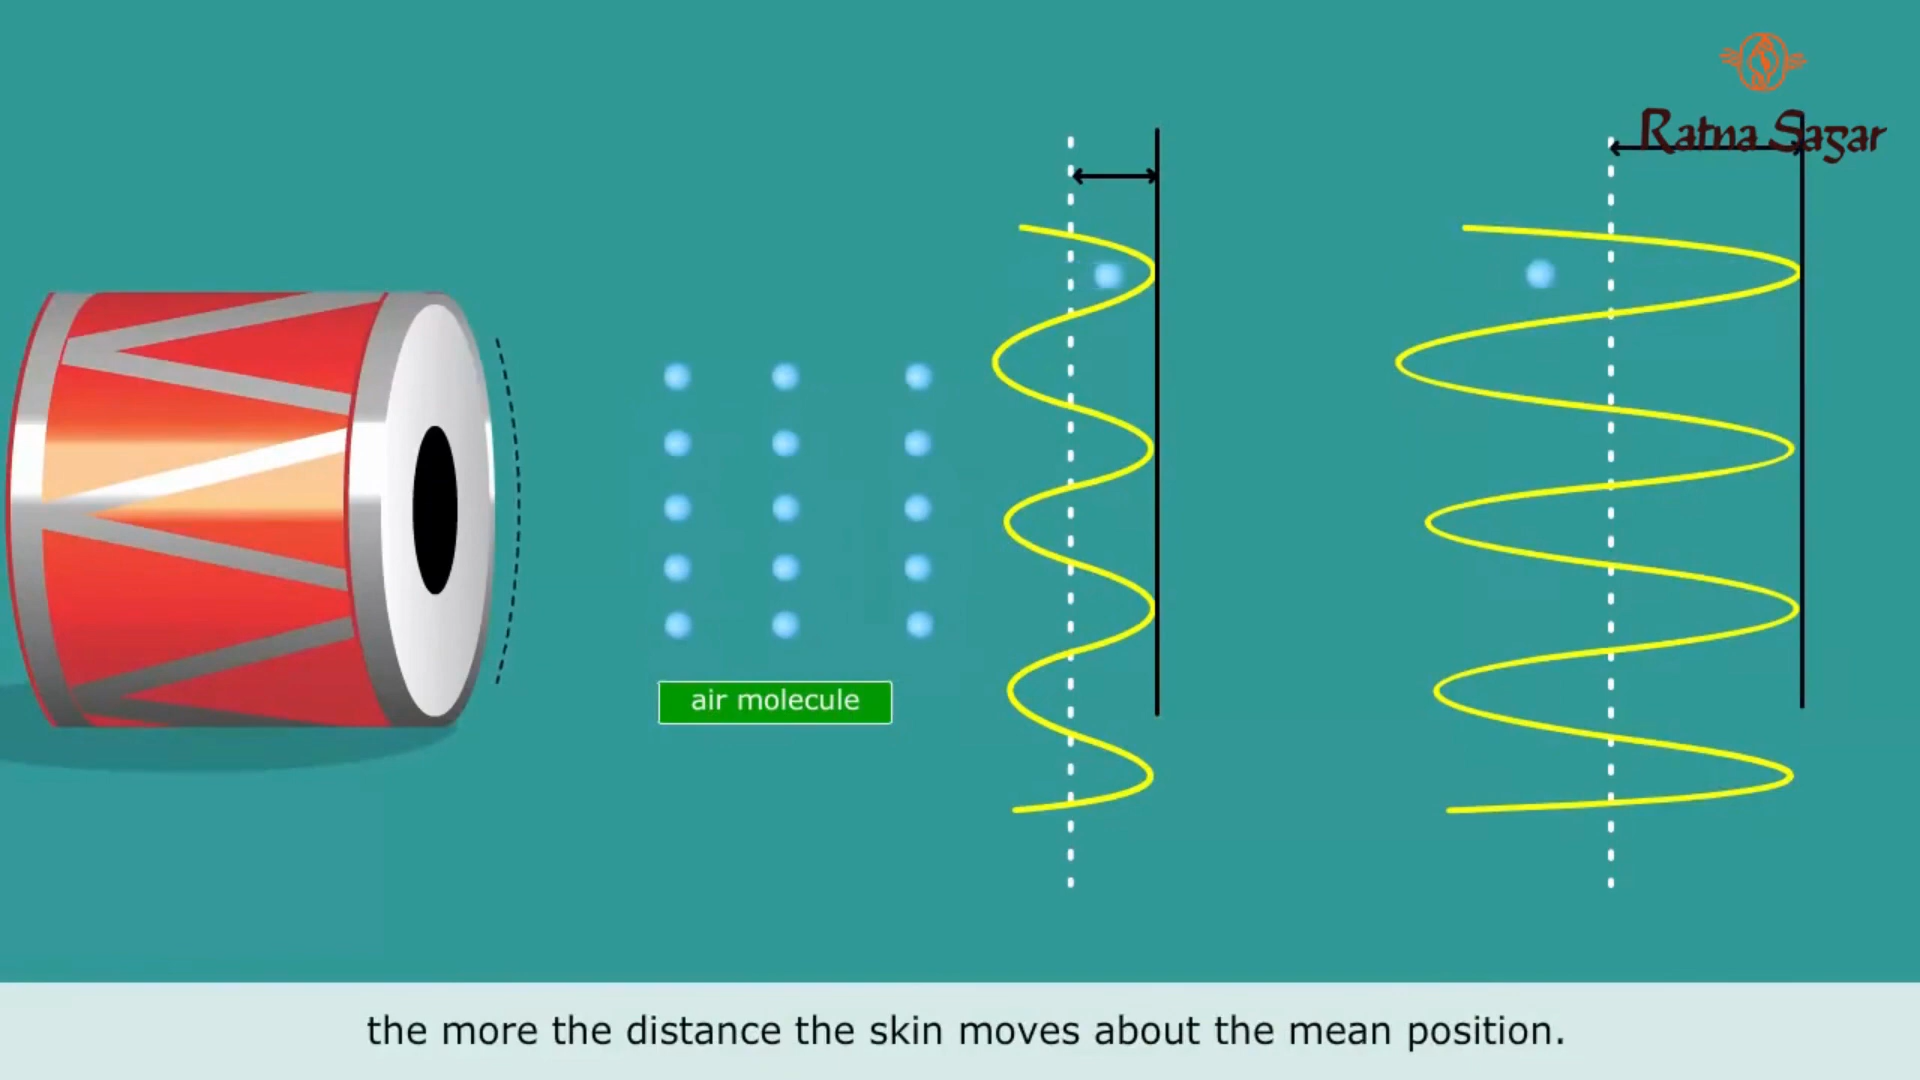 Ratna Sagar
air molecule
the more the distance the skin moves about the mean position.